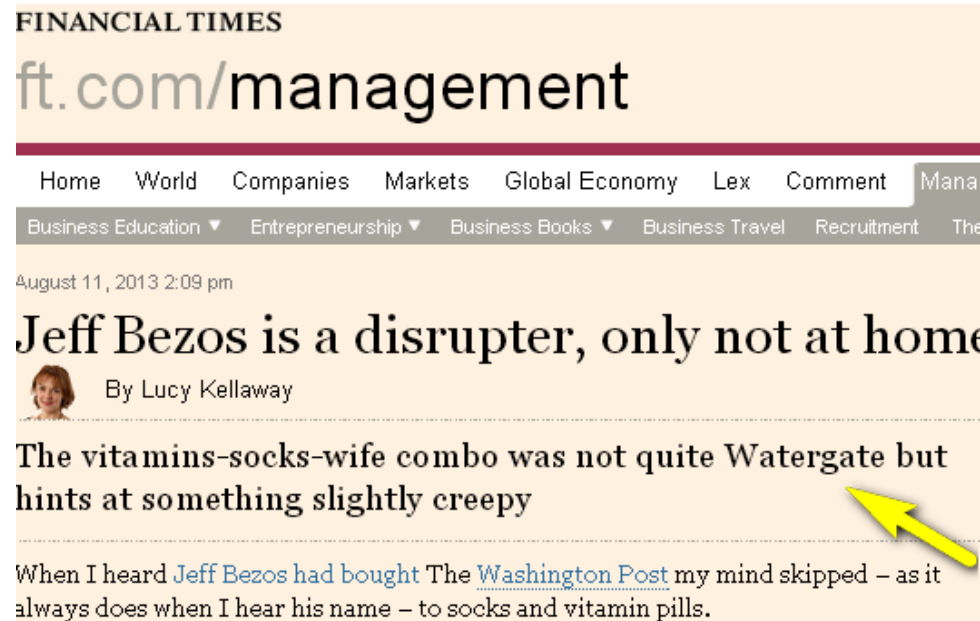 FINANCIAL TIMES
ft.com/management
Home World Companies Markets Global Economy Lex Comment Mana
Business Education ▼ Entrepreneurship ▼ Business Books ▼ Business Travel Recruitment The
August 11, 2013 2:09 pm
Jeff Bezos is a disrupter, only not at home
By Lucy Kellaway
The vitamins-socks-wife combo was not quite Watergate but
hints at something slightly creepy
When I heard Jeff Bezos had bought The Washington Post my mind skipped – as it
always does when I hear his name – to socks and vitamin pills.